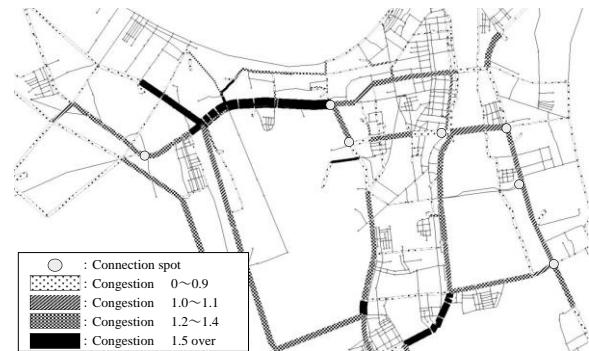 : Connection spot
: Congestion 0～0.9
: Congestion 1.0～1.1
: Congestion 1.2～1.4
: Congestion 1.5 over